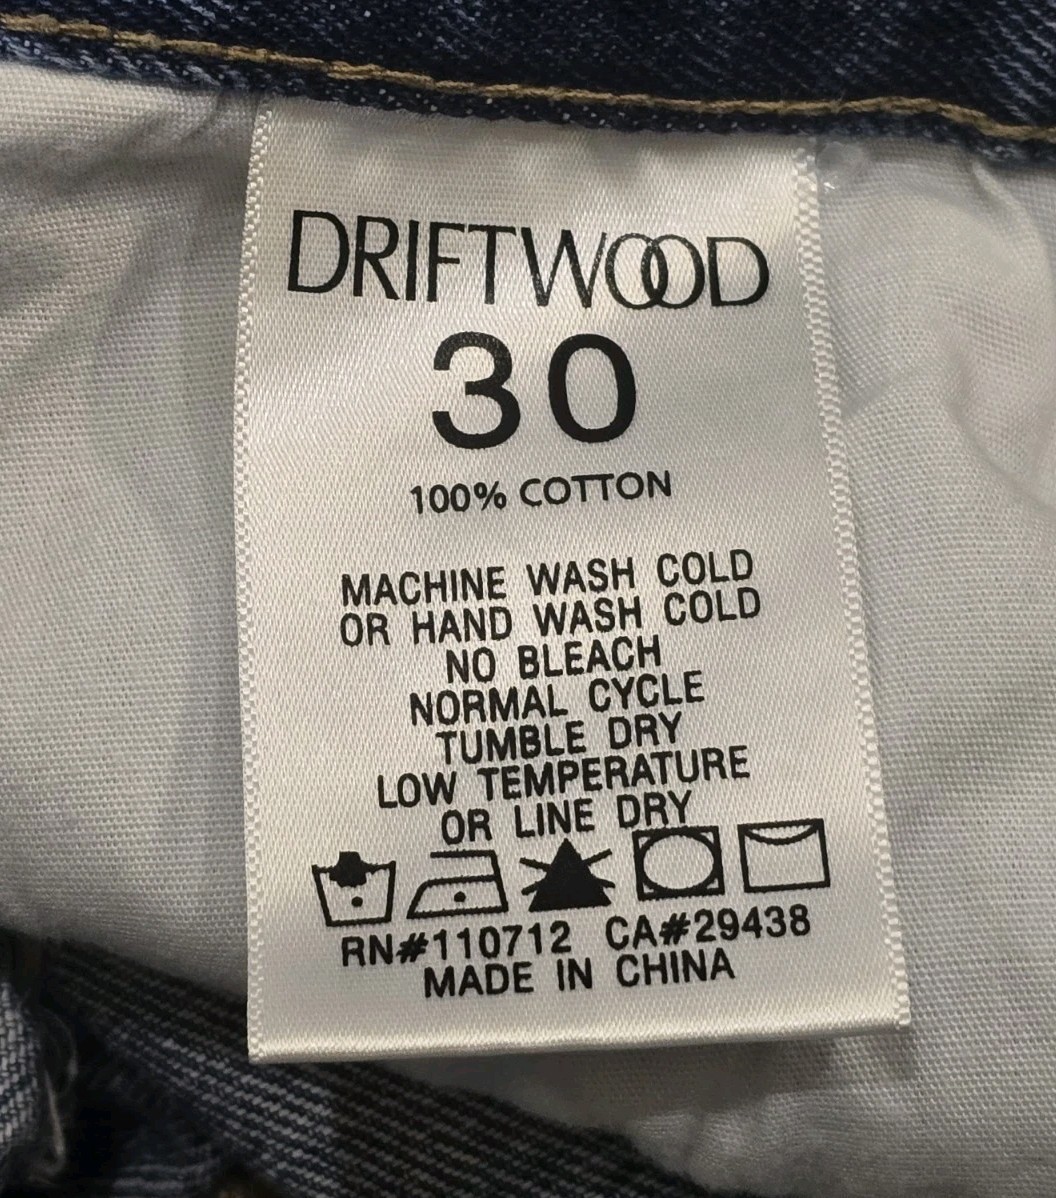 DRIFTWOOD
30
100% COTTON
MACHINE WASH COLD
OR HAND WASH COLD
NO BLEACH
NORMAL CYCLE
TUMBLE DRY
LOW TEMPERATURE
OR LINE DRY
RN#110712 CA#29438
MADE IN CHINA